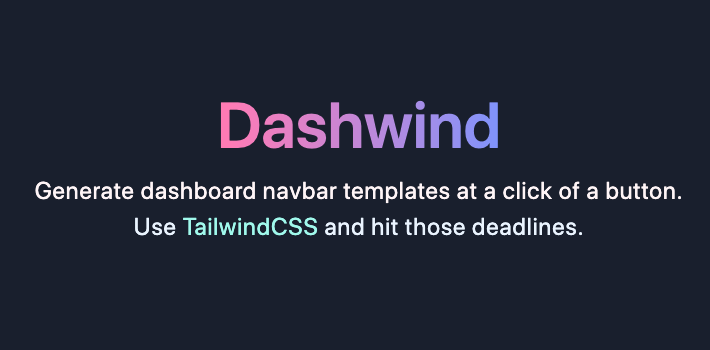 Dashwind
Generate dashboard navbar templates at a click of a button.
Use TailwindCSS and hit those deadlines.